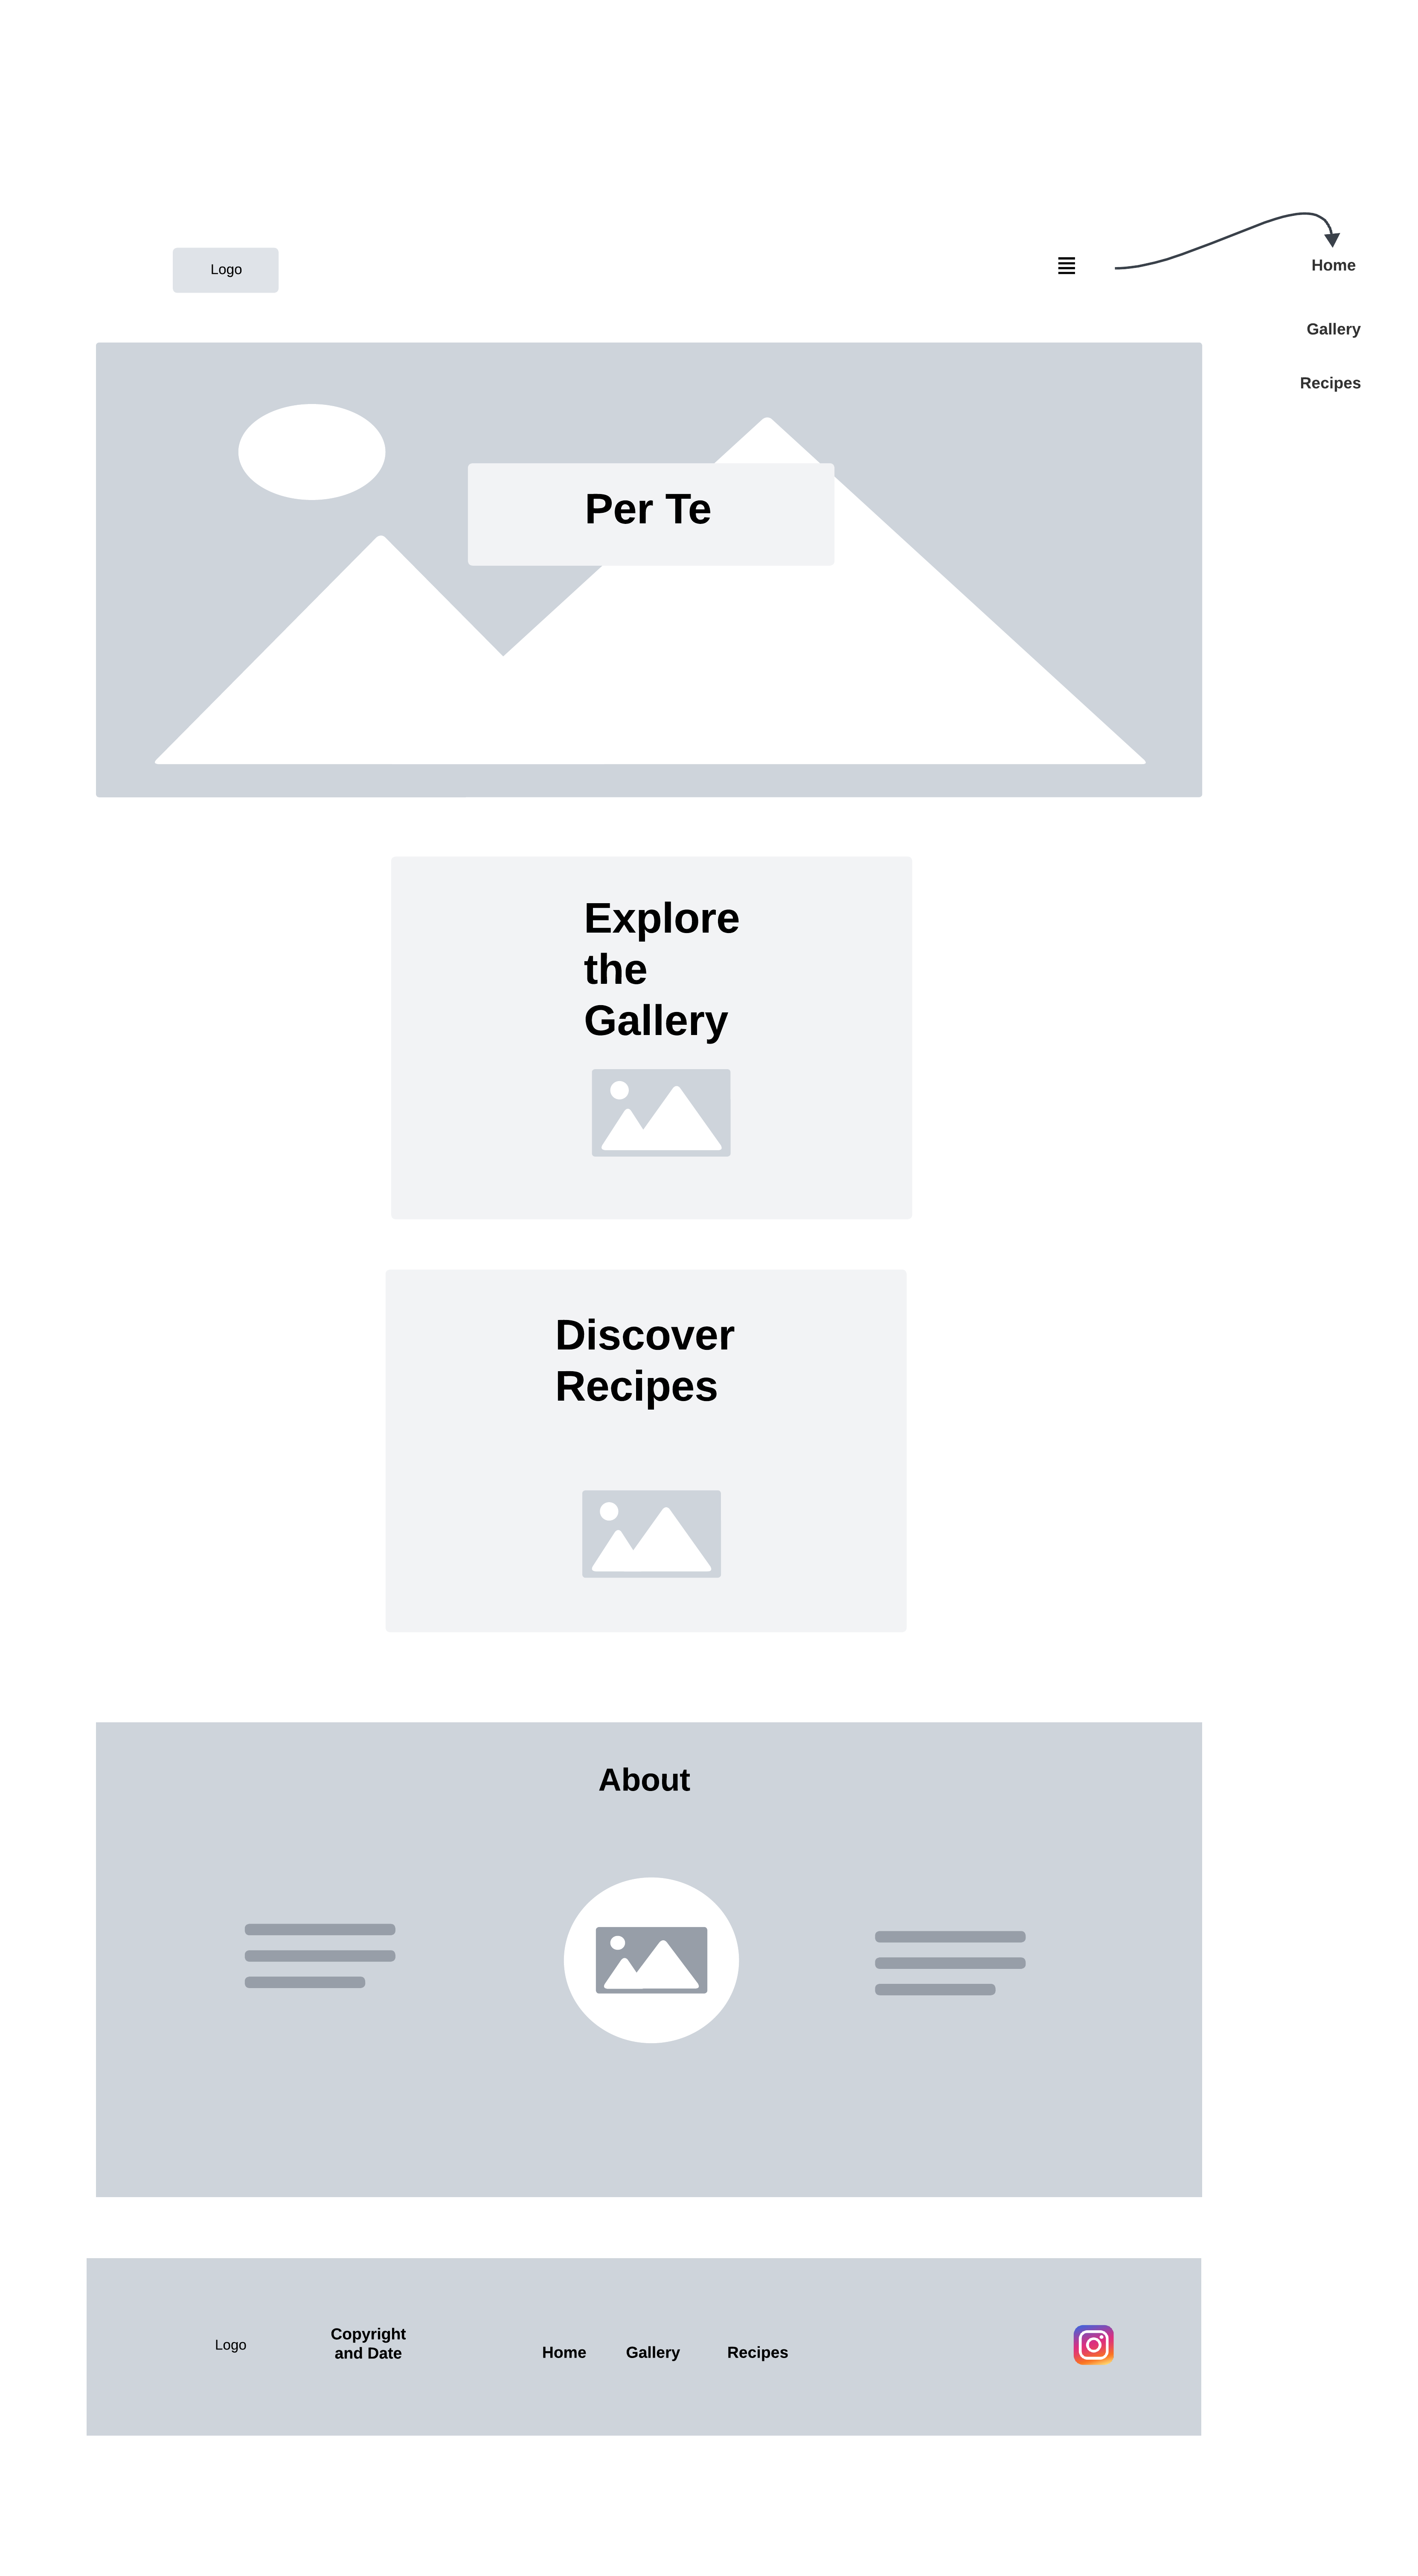 Logo
Home
Gallery
Recipes
Per Te
Explore
the
Gallery
Discover
Recipes
About
Logo
Copyright
and Date
Home
Gallery
Recipes